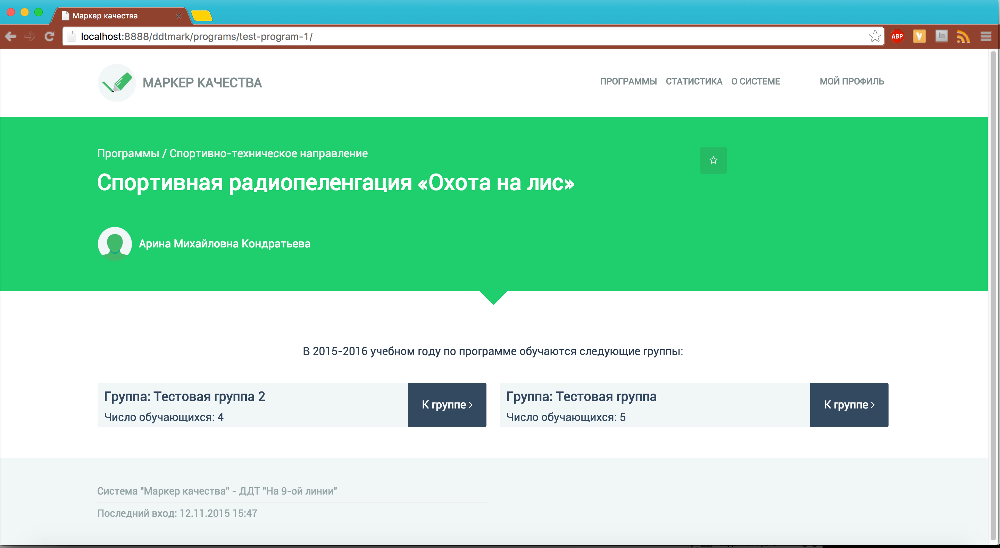 Маркер качества
localhost:8888/ddtmark/programs/test-program-1/
ABP
In
МАРКЕР КАЧЕСТВА
ПРОГРАММЫ СТАТИСТИКА О СИСТЕМЕ МОЙ ПРОФИЛЬ
Программы / Спортивно-техническое направление
Спортивная радиопеленгация «Охота на лис»
Арина Михайловна Кондратьева
В 2015-2016 учебном году по программе обучаются следующие группы:
Группа: Тестовая группа 2
Число обучающихся: 4
К группе
Группа: Тестовая группа
Число обучающихся: 5
К группе
Система "Маркер качества" - ДДТ "На 9-ой линии"
Последний вход: 12.11.2015 15:47